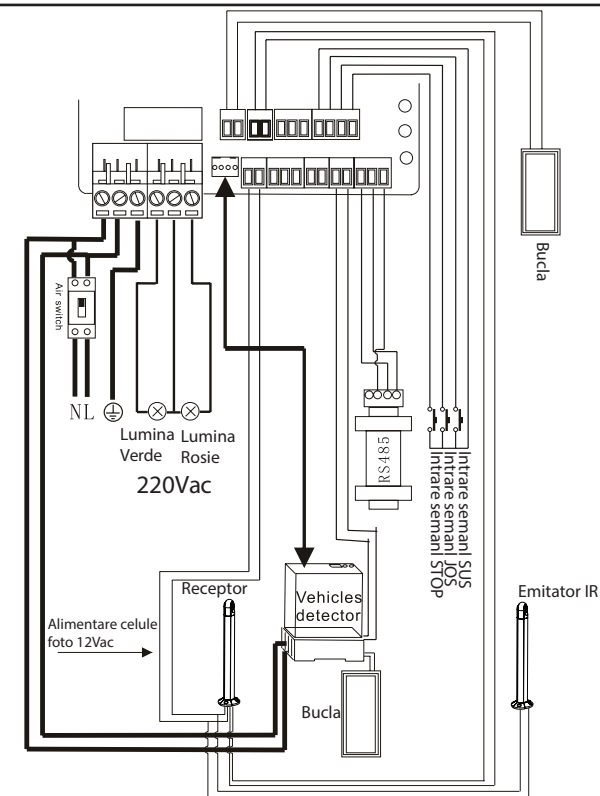 Bucla
Air switch
NL
Lumina
Verde
Lumina
Rosie
220Vac
RS485
Intrare semanl STOP
Intrare semanl JOS
Intrare semanl SUS
Receptor
Vehicles
detector
Emitator IR
Alimentare celule
foto 12Vac
Bucla